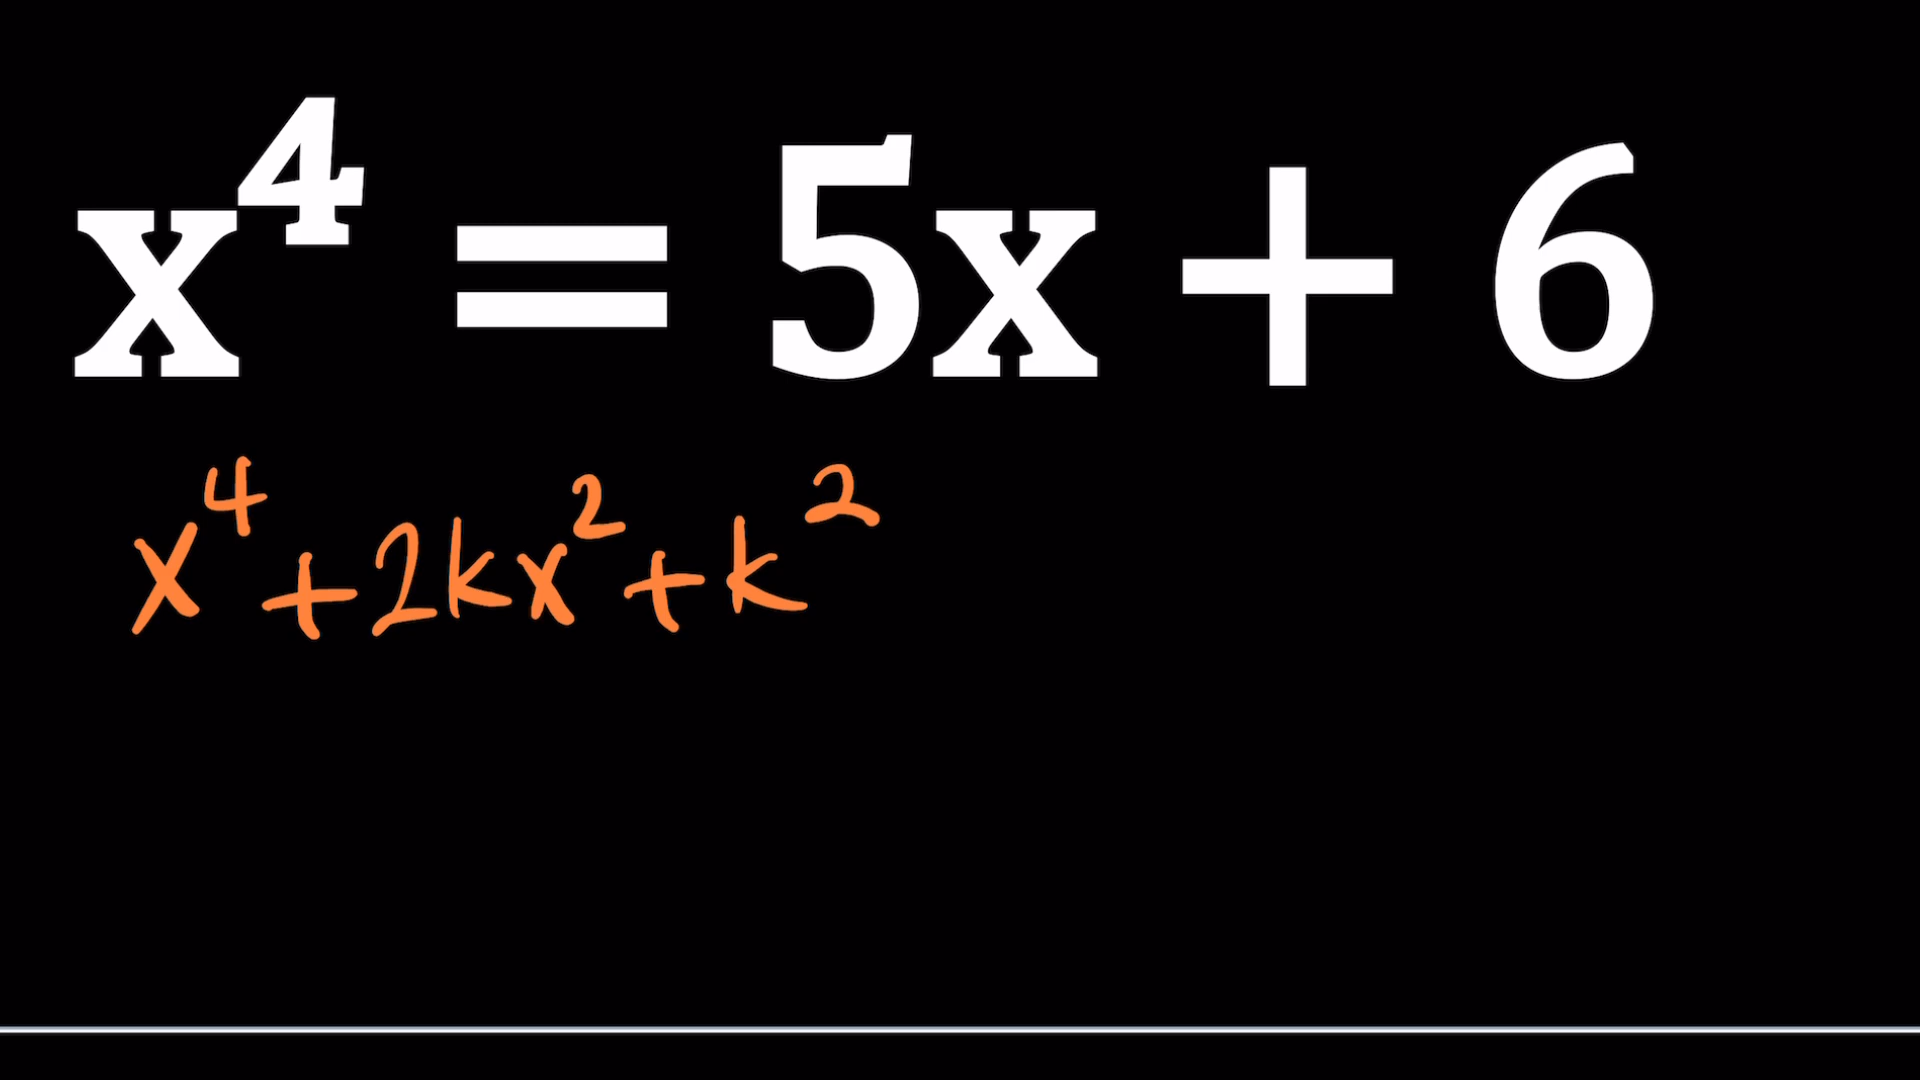 x⁴ = 5x + 6
x⁴ + 2kx² + k²